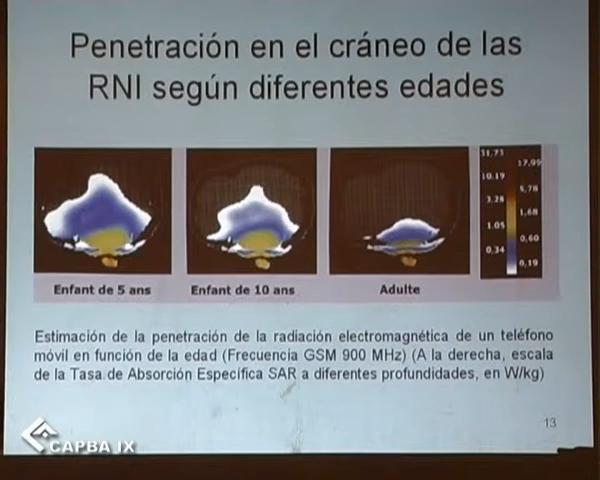 Penetración en el cráneo de las
RNI según diferentes edades
31.73
17,99
10.19
5,78
3.28
1,68
1.05
0,60
0.34
0,19
Enfant de 5 ans
Enfant de 10 ans
Adulte
Estimación de la penetración de la radiación electromagnética de un teléfono
móvil en función de la edad (Frecuencia GSM 900 MHz) (A la derecha, escala
de la Tasa de Absorción Específica SAR a diferentes profundidades, en W/kg)
13
CAPBA IX